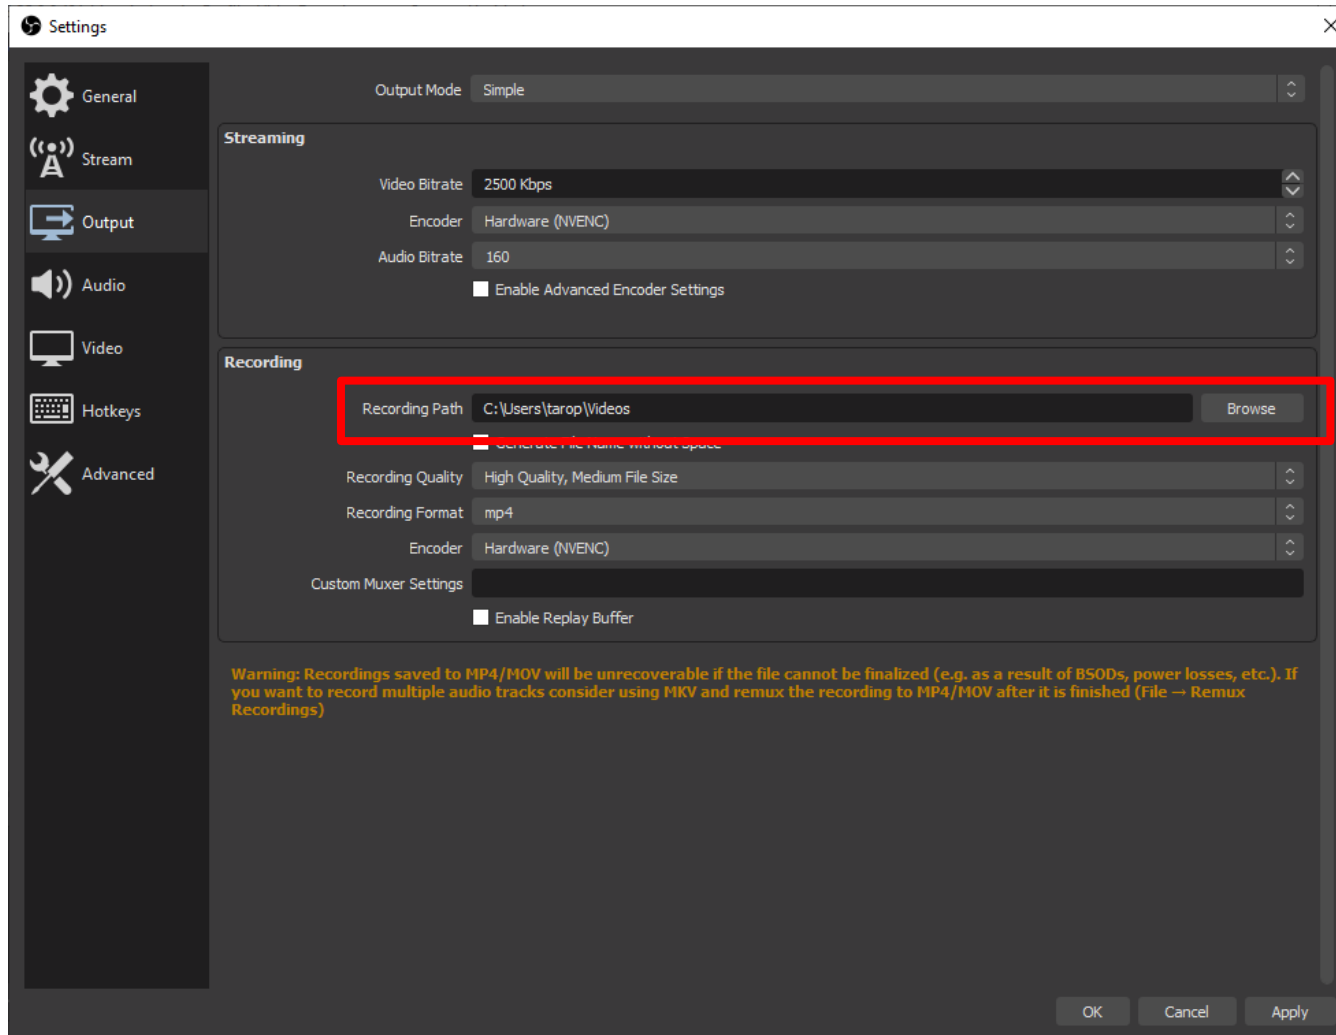 Settings
General
Stream
Output
Audio
Video
Hotkeys
Advanced
Output Mode Simple
Streaming
Video Bitrate 2500 Kbps
Encoder Hardware (NVENC)
Audio Bitrate 160
Enable Advanced Encoder Settings
Recording
Recording Path C:\Users\tarop\Videos Browse
Generate File Name without Space
Recording Quality High Quality, Medium File Size
Recording Format mp4
Encoder Hardware (NVENC)
Custom Muxer Settings
Enable Replay Buffer
Warning: Recordings saved to MP4/MOV will be unrecoverable if the file cannot be finalized (e.g. as a result of BSODs, power losses, etc.). If
you want to record multiple audio tracks consider using MKV and remux the recording to MP4/MOV after it is finished (File → Remux
Recordings)
OK Cancel Apply